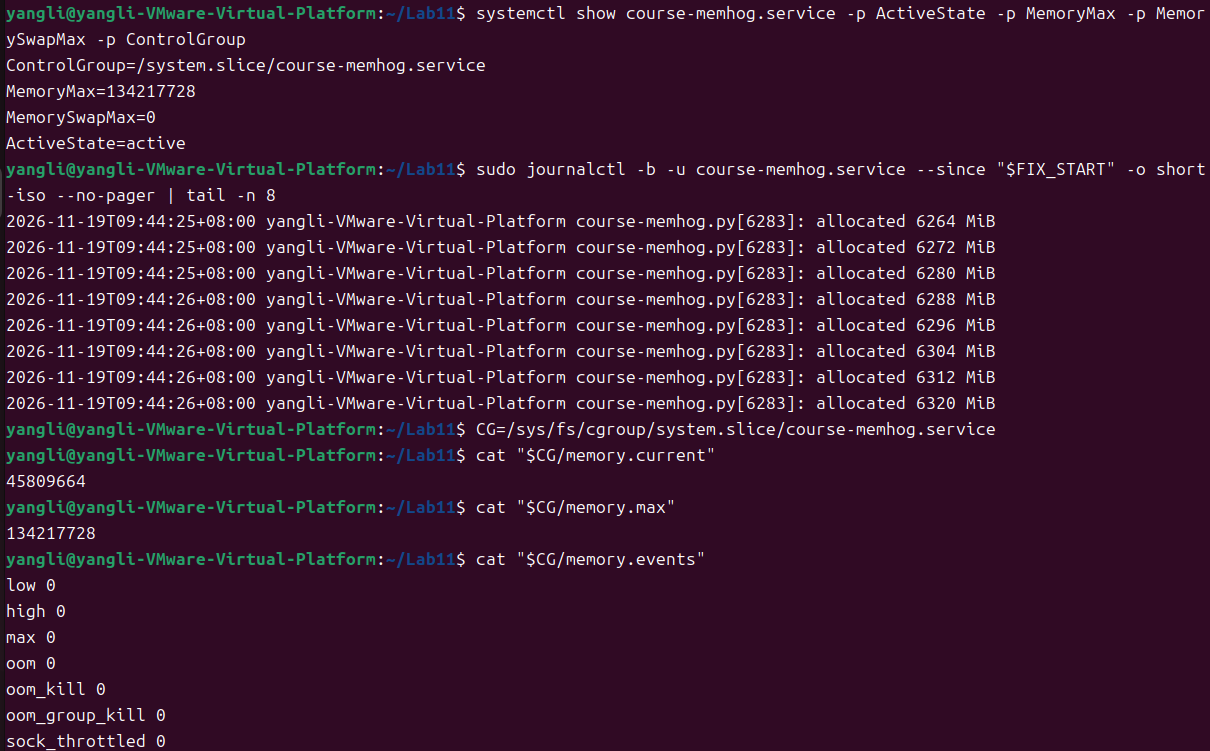 yangli@yangli-VMware-Virtual-Platform:~/Lab11$ systemctl show course-memhog.service -p ActiveState -p MemoryMax -p Memor
ySwapMax -p ControlGroup
ControlGroup=/system.slice/course-memhog.service
MemoryMax=134217728
MemorySwapMax=0
ActiveState=active
yangli@yangli-VMware-Virtual-Platform:~/Lab11$ sudo journalctl -b -u course-memhog.service --since "$FIX_START" -o short
-iso --no-pager | tail -n 8
2026-11-19T09:44:25+08:00 yangli-VMware-Virtual-Platform course-memhog.py[6283]: allocated 6264 MiB
2026-11-19T09:44:25+08:00 yangli-VMware-Virtual-Platform course-memhog.py[6283]: allocated 6272 MiB
2026-11-19T09:44:25+08:00 yangli-VMware-Virtual-Platform course-memhog.py[6283]: allocated 6280 MiB
2026-11-19T09:44:26+08:00 yangli-VMware-Virtual-Platform course-memhog.py[6283]: allocated 6288 MiB
2026-11-19T09:44:26+08:00 yangli-VMware-Virtual-Platform course-memhog.py[6283]: allocated 6296 MiB
2026-11-19T09:44:26+08:00 yangli-VMware-Virtual-Platform course-memhog.py[6283]: allocated 6304 MiB
2026-11-19T09:44:26+08:00 yangli-VMware-Virtual-Platform course-memhog.py[6283]: allocated 6312 MiB
2026-11-19T09:44:26+08:00 yangli-VMware-Virtual-Platform course-memhog.py[6283]: allocated 6320 MiB
yangli@yangli-VMware-Virtual-Platform:~/Lab11$ CG=/sys/fs/cgroup/system.slice/course-memhog.service
yangli@yangli-VMware-Virtual-Platform:~/Lab11$ cat "$CG/memory.current"
45809664
yangli@yangli-VMware-Virtual-Platform:~/Lab11$ cat "$CG/memory.max"
134217728
yangli@yangli-VMware-Virtual-Platform:~/Lab11$ cat "$CG/memory.events"
low 0
high 0
max 0
oom 0
oom_kill 0
oom_group_kill 0
sock_throttled 0